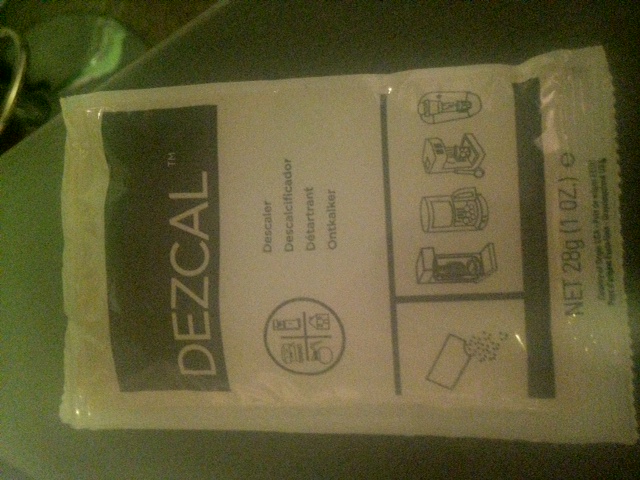 DEZCAL™
Descaler
Descalcificador
Détartrant
Ontkalker
NET 28g (1 OZ.) e